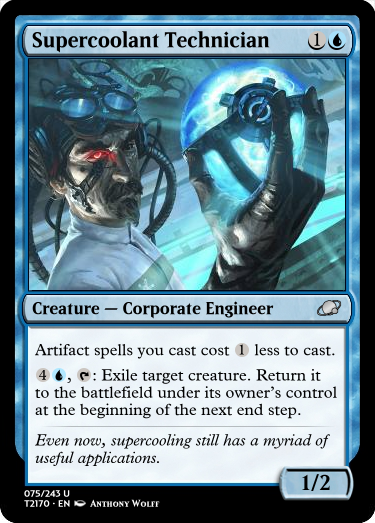 Supercoolant Technician 1
Creature — Corporate Engineer
Artifact spells you cast cost 1 less to cast.
4 , : Exile target creature. Return it
to the battlefield under its owner's control
at the beginning of the next end step.
Even now, supercooling still has a myriad of
useful applications.
1/2
075/243 U
T2170 • EN Anthony Wolff